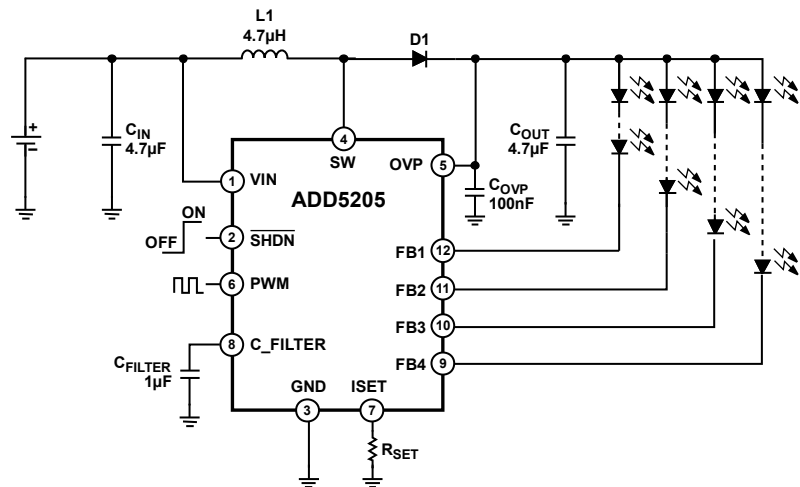 L1
4.7µH
D1
+
–
CIN
4.7µF
4
SW
COUT
4.7µF
OVP
5
1
VIN
ADD5205
COVP
100nF
ON
OFF
2
SHDN
FB1
12
6
PWM
FB2
11
FB3
10
8
C_FILTER
FB4
9
CFILTER
1µF
GND
ISET
3
7
RSET